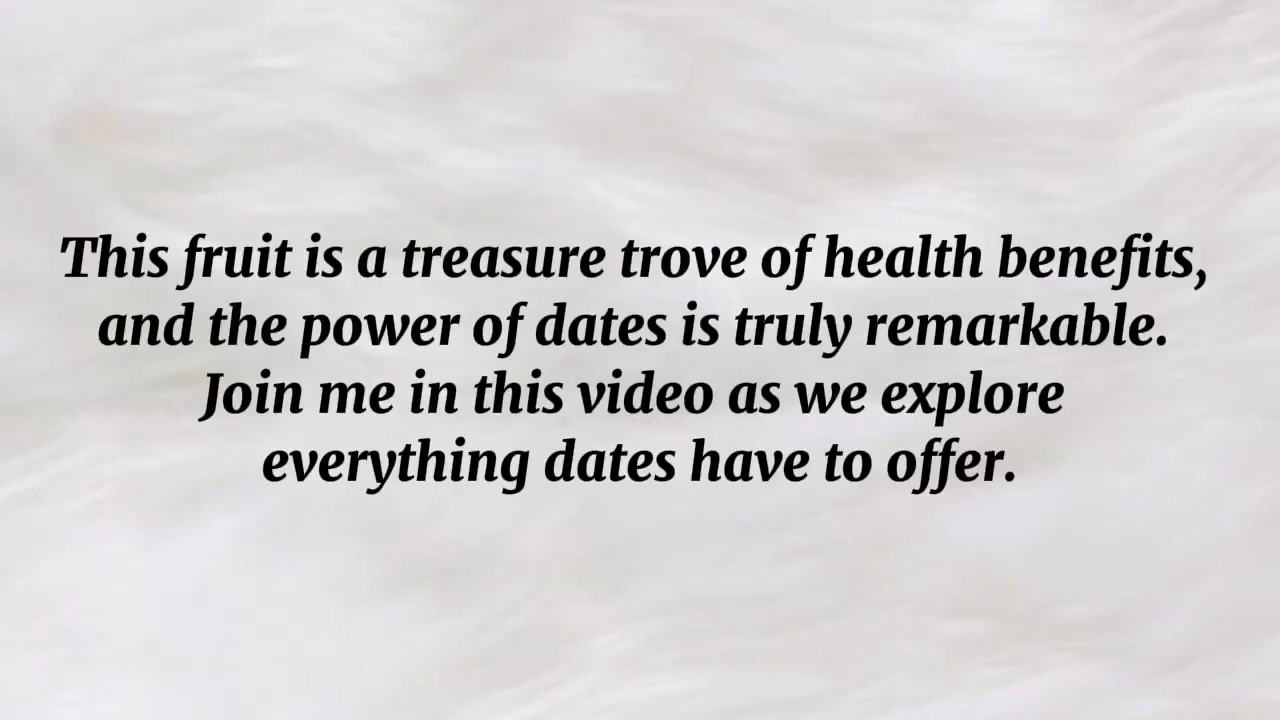 This fruit is a treasure trove of health benefits,
and the power of dates is truly remarkable.
Join me in this video as we explore
everything dates have to offer.